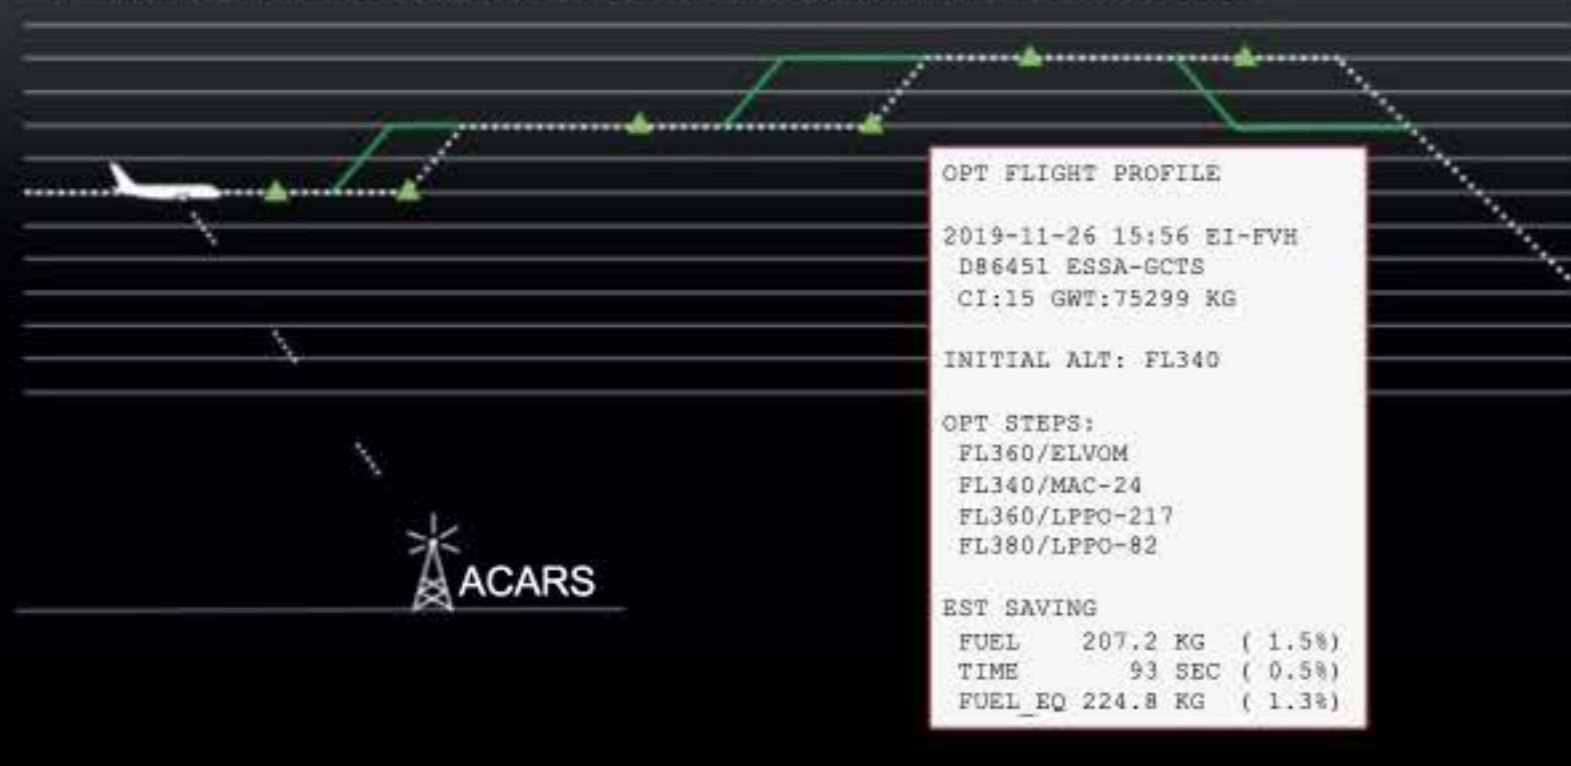 OPT FLIGHT PROFILE
2019-11-26 15:56 EI-FVH
D86451 ESSA-GCTS
CI:15 GWT:75299 KG
INITIAL ALT: FL340
OPT STEPS:
FL360/ELVOM
FL340/MAC-24
FL360/LPPO-217
FL380/LPPO-82
ACARS
EST SAVING
FUEL 207.2 KG ( 1.5%)
TIME 93 SEC ( 0.5%)
FUEL_EQ 224.8 KG ( 1.3%)